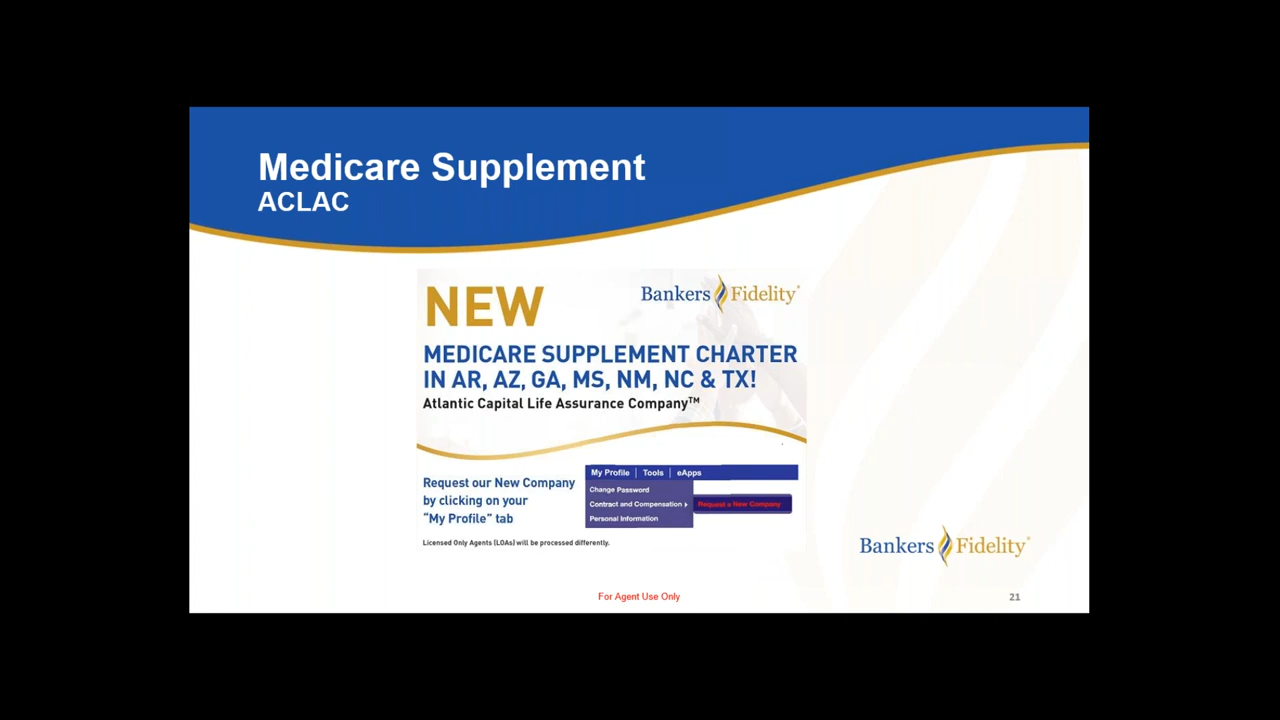 Medicare Supplement
ACLAC
NEW
Bankers Fidelity®
MEDICARE SUPPLEMENT CHARTER
IN AR, AZ, GA, MS, NM, NC & TX!
Atlantic Capital Life Assurance Company™
Request our New Company
by clicking on your
“My Profile” tab
My Profile | Tools | eApps
Change Password
Contract and Compensation
Request a New Company
Personal Information
Licensed Only Agents (LOAs) will be processed differently.
Bankers Fidelity®
For Agent Use Only
21